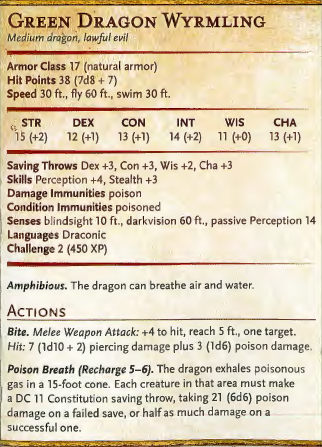 GREEN DRAGON WYRMLING
Medium dragon, lawful evil
Armor Class 17 (natural armor)
Hit Points 38 (7d8 + 7)
Speed 30 ft., fly 60 ft., swim 30 ft.
STR DEX CON INT WIS CHA
15 (+2) 12 (+1) 13 (+1) 14 (+2) 11 (+0) 13 (+1)
Saving Throws Dex +3, Con +3, Wis +2, Cha +3
Skills Perception +4, Stealth +3
Damage Immunities poison
Condition Immunities poisoned
Senses blindsight 10 ft., darkvision 60 ft., passive Perception 14
Languages Draconic
Challenge 2 (450 XP)
Amphibious. The dragon can breathe air and water.
ACTIONS
Bite. Melee Weapon Attack: +4 to hit, reach 5 ft., one target.
Hit: 7 (1d10 + 2) piercing damage plus 3 (1d6) poison damage.
Poison Breath (Recharge 5–6). The dragon exhales poisonous
gas in a 15-foot cone. Each creature in that area must make
a DC 11 Constitution saving throw, taking 21 (6d6) poison
damage on a failed save, or half as much damage on a
successful one.